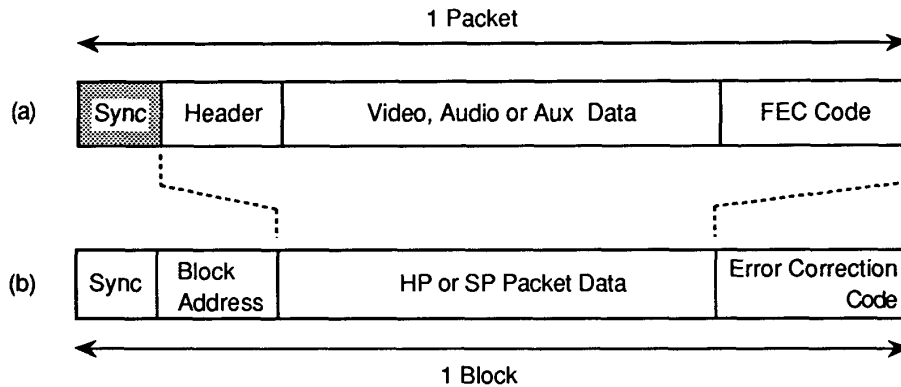 1 Packet
(a) Sync Header Video, Audio or Aux Data FEC Code
(b) Sync Block Address HP or SP Packet Data Error Correction Code
1 Block